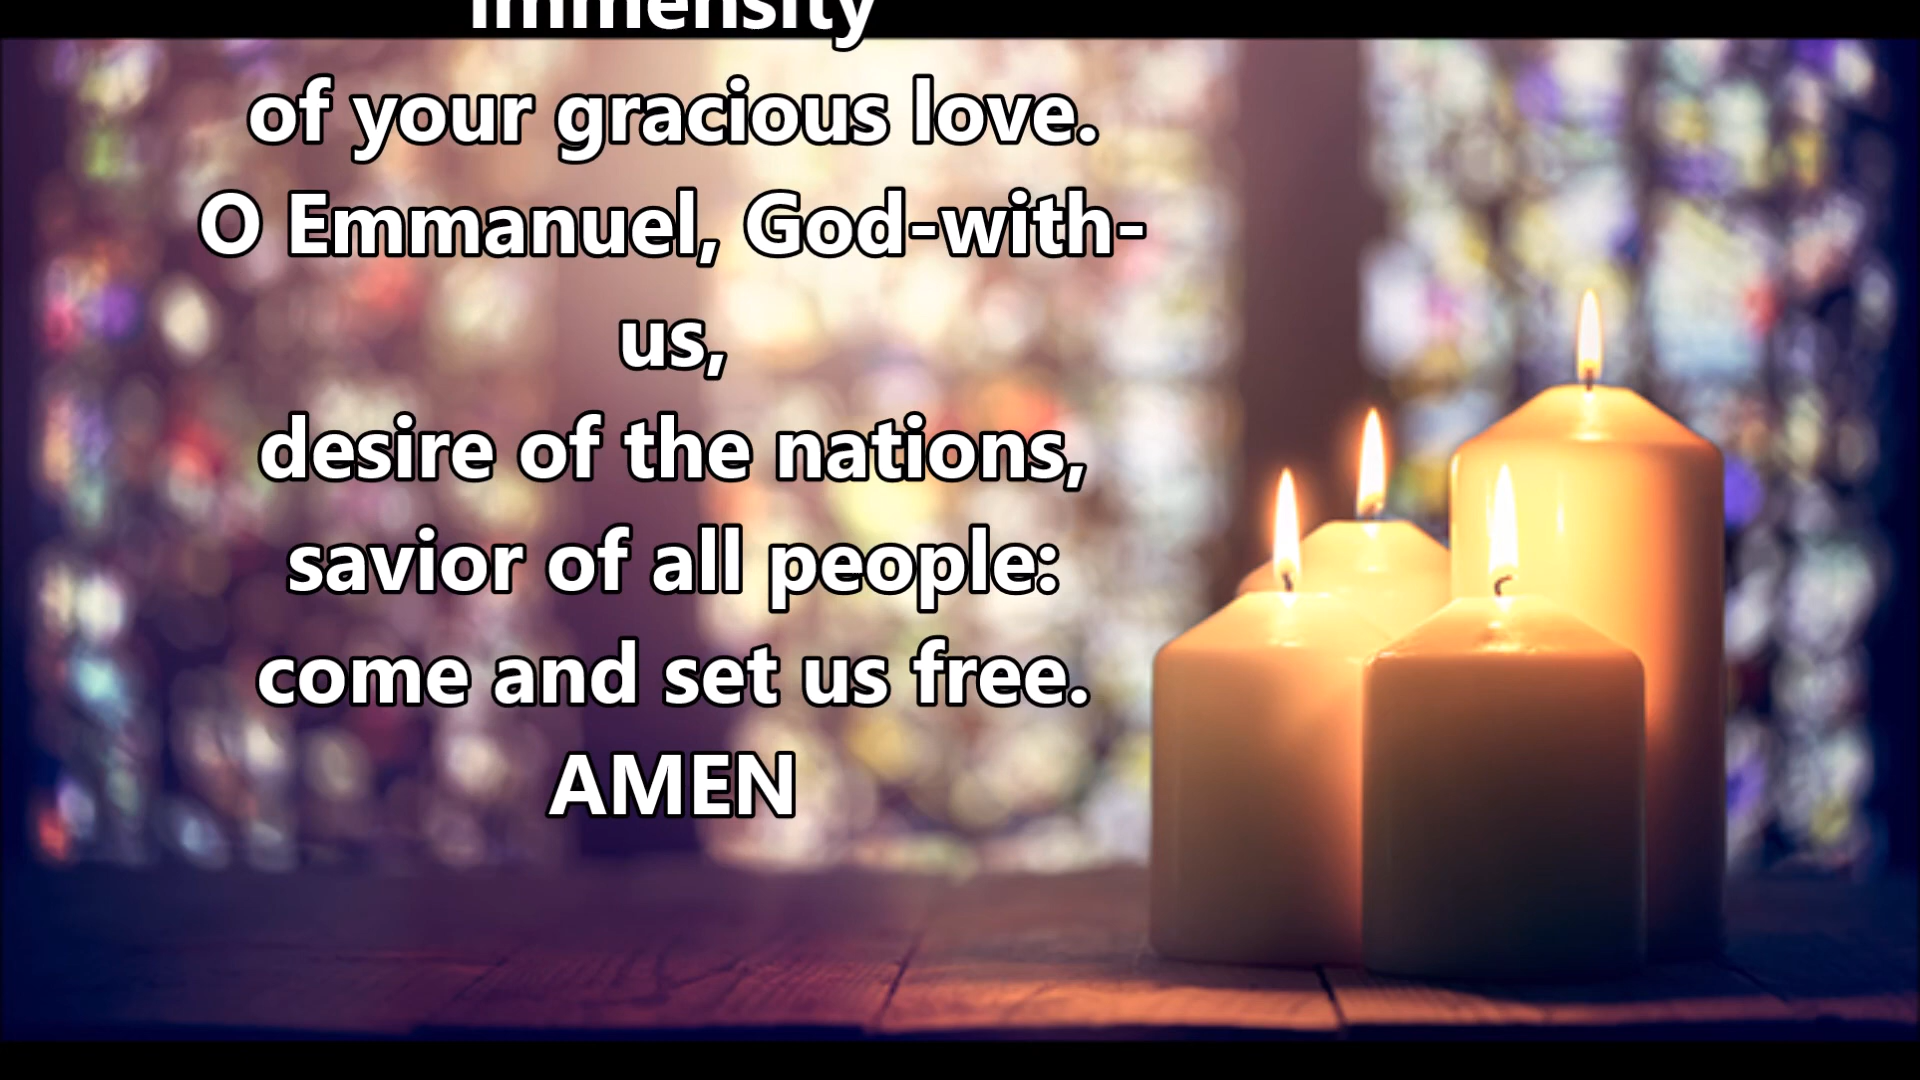 immensity
of your gracious love.
O Emmanuel, God-with-
us,
desire of the nations,
savior of all people:
come and set us free.
AMEN